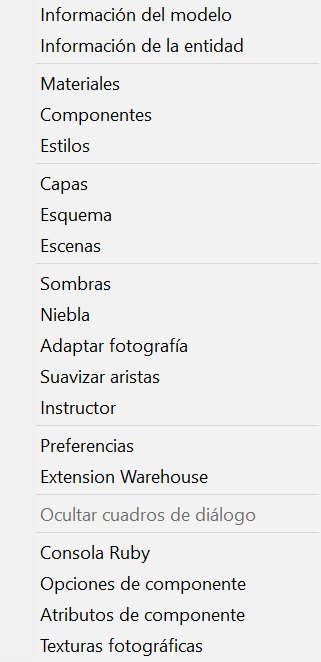 Información del modelo
Información de la entidad
Materiales
Componentes
Estilos
Capas
Esquema
Escenas
Sombras
Niebla
Adaptar fotografía
Suavizar aristas
Instructor
Preferencias
Extension Warehouse
Ocultar cuadros de diálogo
Consola Ruby
Opciones de componente
Atributos de componente
Texturas fotográficas